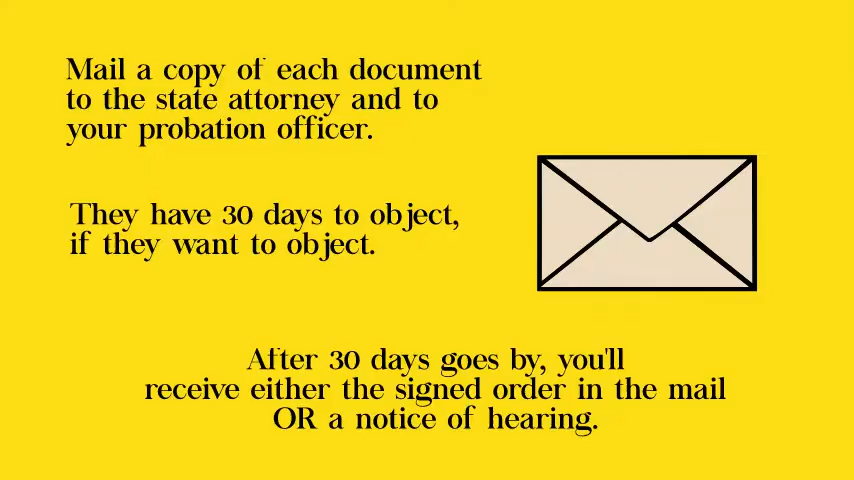 Mail a copy of each document
to the state attorney and to
your probation officer.
They have 30 days to object,
if they want to object.
After 30 days goes by, you'll
receive either the signed order in the mail
OR a notice of hearing.